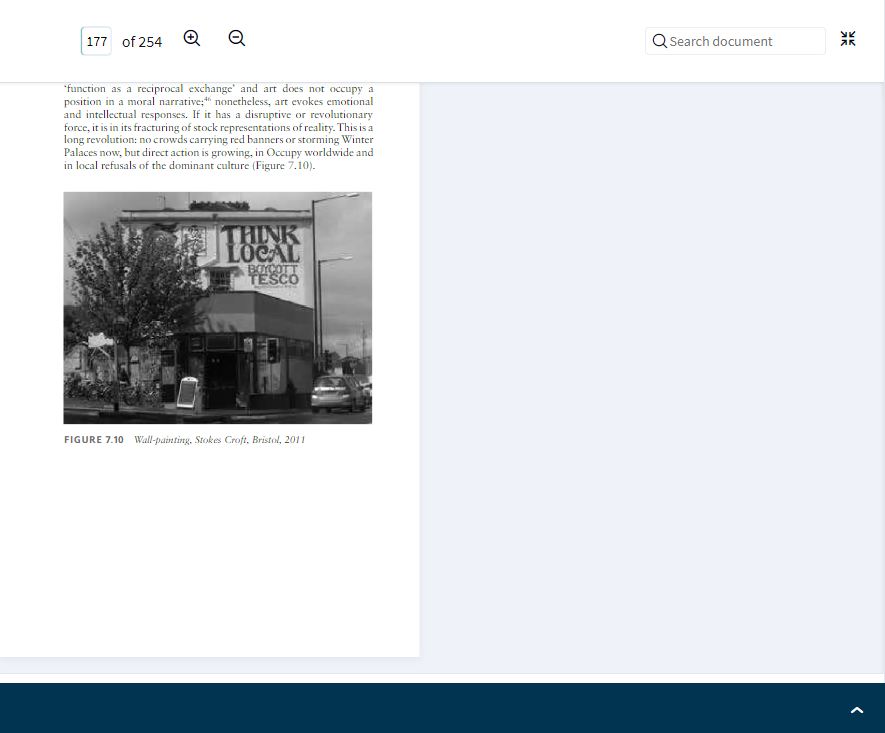 177 of 254
Search document
‘function as a reciprocal exchange’ and art does not occupy a
position in a moral narrative;46 nonetheless, art evokes emotional
and intellectual responses. If it has a disruptive or revolutionary
force, it is in its fracturing of stock representations of reality. This is a
long revolution: no crowds carrying red banners or storming Winter
Palaces now, but direct action is growing, in Occupy worldwide and
in local refusals of the dominant culture (Figure 7.10).
THINK
LOCAL
BOYCOTT
TESCO
FIGURE 7.10 Wall-painting, Stokes Croft, Bristol, 2011